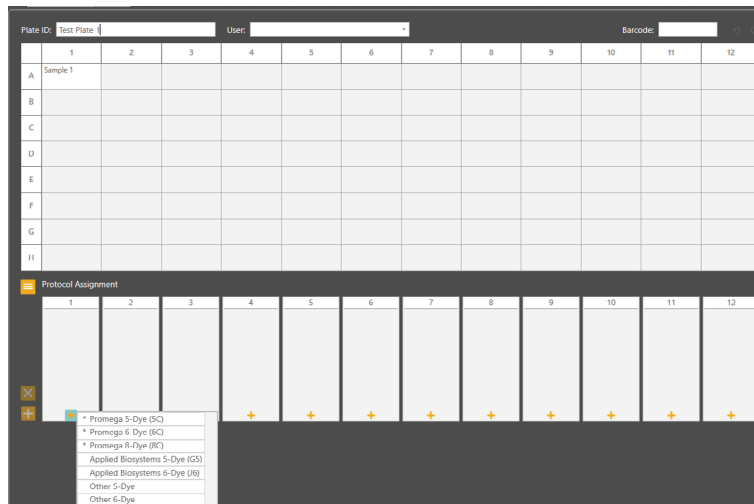 Plate ID: Test Plate 1 User: Barcode:
1 2 3 4 5 6 7 8 9 10 11 12
A Sample 1
B
C
D
E
F
G
H
Protocol Assignment
1 2 3 4 5 6 7 8 9 10 11 12
* Promega 5-Dye (5C)
* Promega 6-Dye (6C)
* Promega 8-Dye (8C)
Applied Biosystems 5-Dye (G5)
Applied Biosystems 6-Dye (J6)
Other 5-Dye
Other 6-Dye